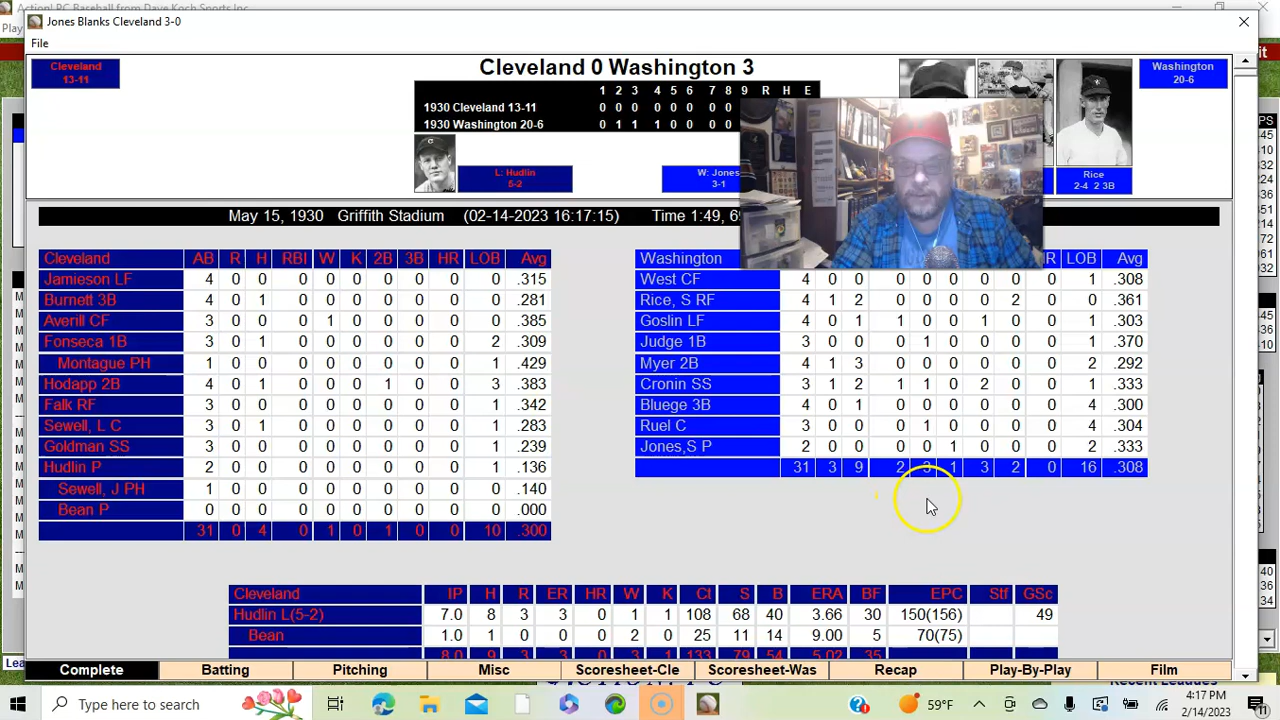 Action! PC Baseball from Dave Koch Sports Inc
Jones Blanks Cleveland 3-0
File
Cleveland 13-11
Cleveland 0 Washington 3
Washington 20-6
1 2 3 4 5 6 7 8 9 R H E
1930 Cleveland 13-11 0 0 0 0 0 0 0 0
1930 Washington 20-6 0 1 1 1 0 0 0 0
L: Hudlin 5-2
W: Jones 3-1
Rice 2-4 2 3B
May 15, 1930 Griffith Stadium (02-14-2023 16:17:15) Time 1:49,
Cleveland AB R H RBI W K 2B 3B HR LOB Avg
Jamieson LF 4 0 0 0 0 0 0 0 0 0 .315
Burnett 3B 4 0 1 0 0 0 0 0 0 0 .281
Averill CF 3 0 0 0 1 0 0 0 0 0 .385
Fonseca 1B 3 0 1 0 0 0 0 0 0 2 .309
Montague PH 1 0 0 0 0 0 0 0 0 1 .429
Hodapp 2B 4 0 1 0 0 0 1 0 0 3 .383
Falk RF 3 0 0 0 0 0 0 0 0 1 .342
Sewell, L C 3 0 1 0 0 0 0 0 0 1 .283
Goldman SS 3 0 0 0 0 0 0 0 0 1 .239
Hudlin P 2 0 0 0 0 0 0 0 0 1 .136
Sewell, J PH 1 0 0 0 0 0 0 0 0 0 .140
Bean P 0 0 0 0 0 0 0 0 0 0 .000
31 0 4 0 1 0 1 0 0 10 .300
Washington LOB Avg
West CF 4 0 0 0 0 0 0 0 0 1 .308
Rice, S RF 4 1 2 0 0 0 0 2 0 0 .361
Goslin LF 4 0 1 1 0 0 1 0 0 1 .303
Judge 1B 3 0 0 0 1 0 0 0 0 1 .370
Myer 2B 4 1 3 0 0 0 0 0 0 2 .292
Cronin SS 3 1 2 1 1 0 2 0 0 1 .333
Bluege 3B 4 0 1 0 0 0 0 0 0 4 .300
Ruel C 3 0 0 0 1 0 0 0 0 4 .304
Jones,S P 2 0 0 0 0 1 0 0 0 2 .333
31 3 9 2 3 1 3 2 0 16 .308
Cleveland IP H R ER HR W K Ct S B ERA BF EPC Stf GSc
Hudlin L(5-2) 7.0 8 3 3 0 1 1 108 68 40 3.66 30 150(156) 49
Bean 1.0 1 0 0 0 2 0 25 11 14 9.00 5 70(75)
8.0 9 3 3 0 3 1 133 79 54 5.02 35
Complete Batting Pitching Misc Scoresheet-Cle Scoresheet-Was Recap Play-By-Play Film
Type here to search
59°F
4:17 PM
2/14/2023